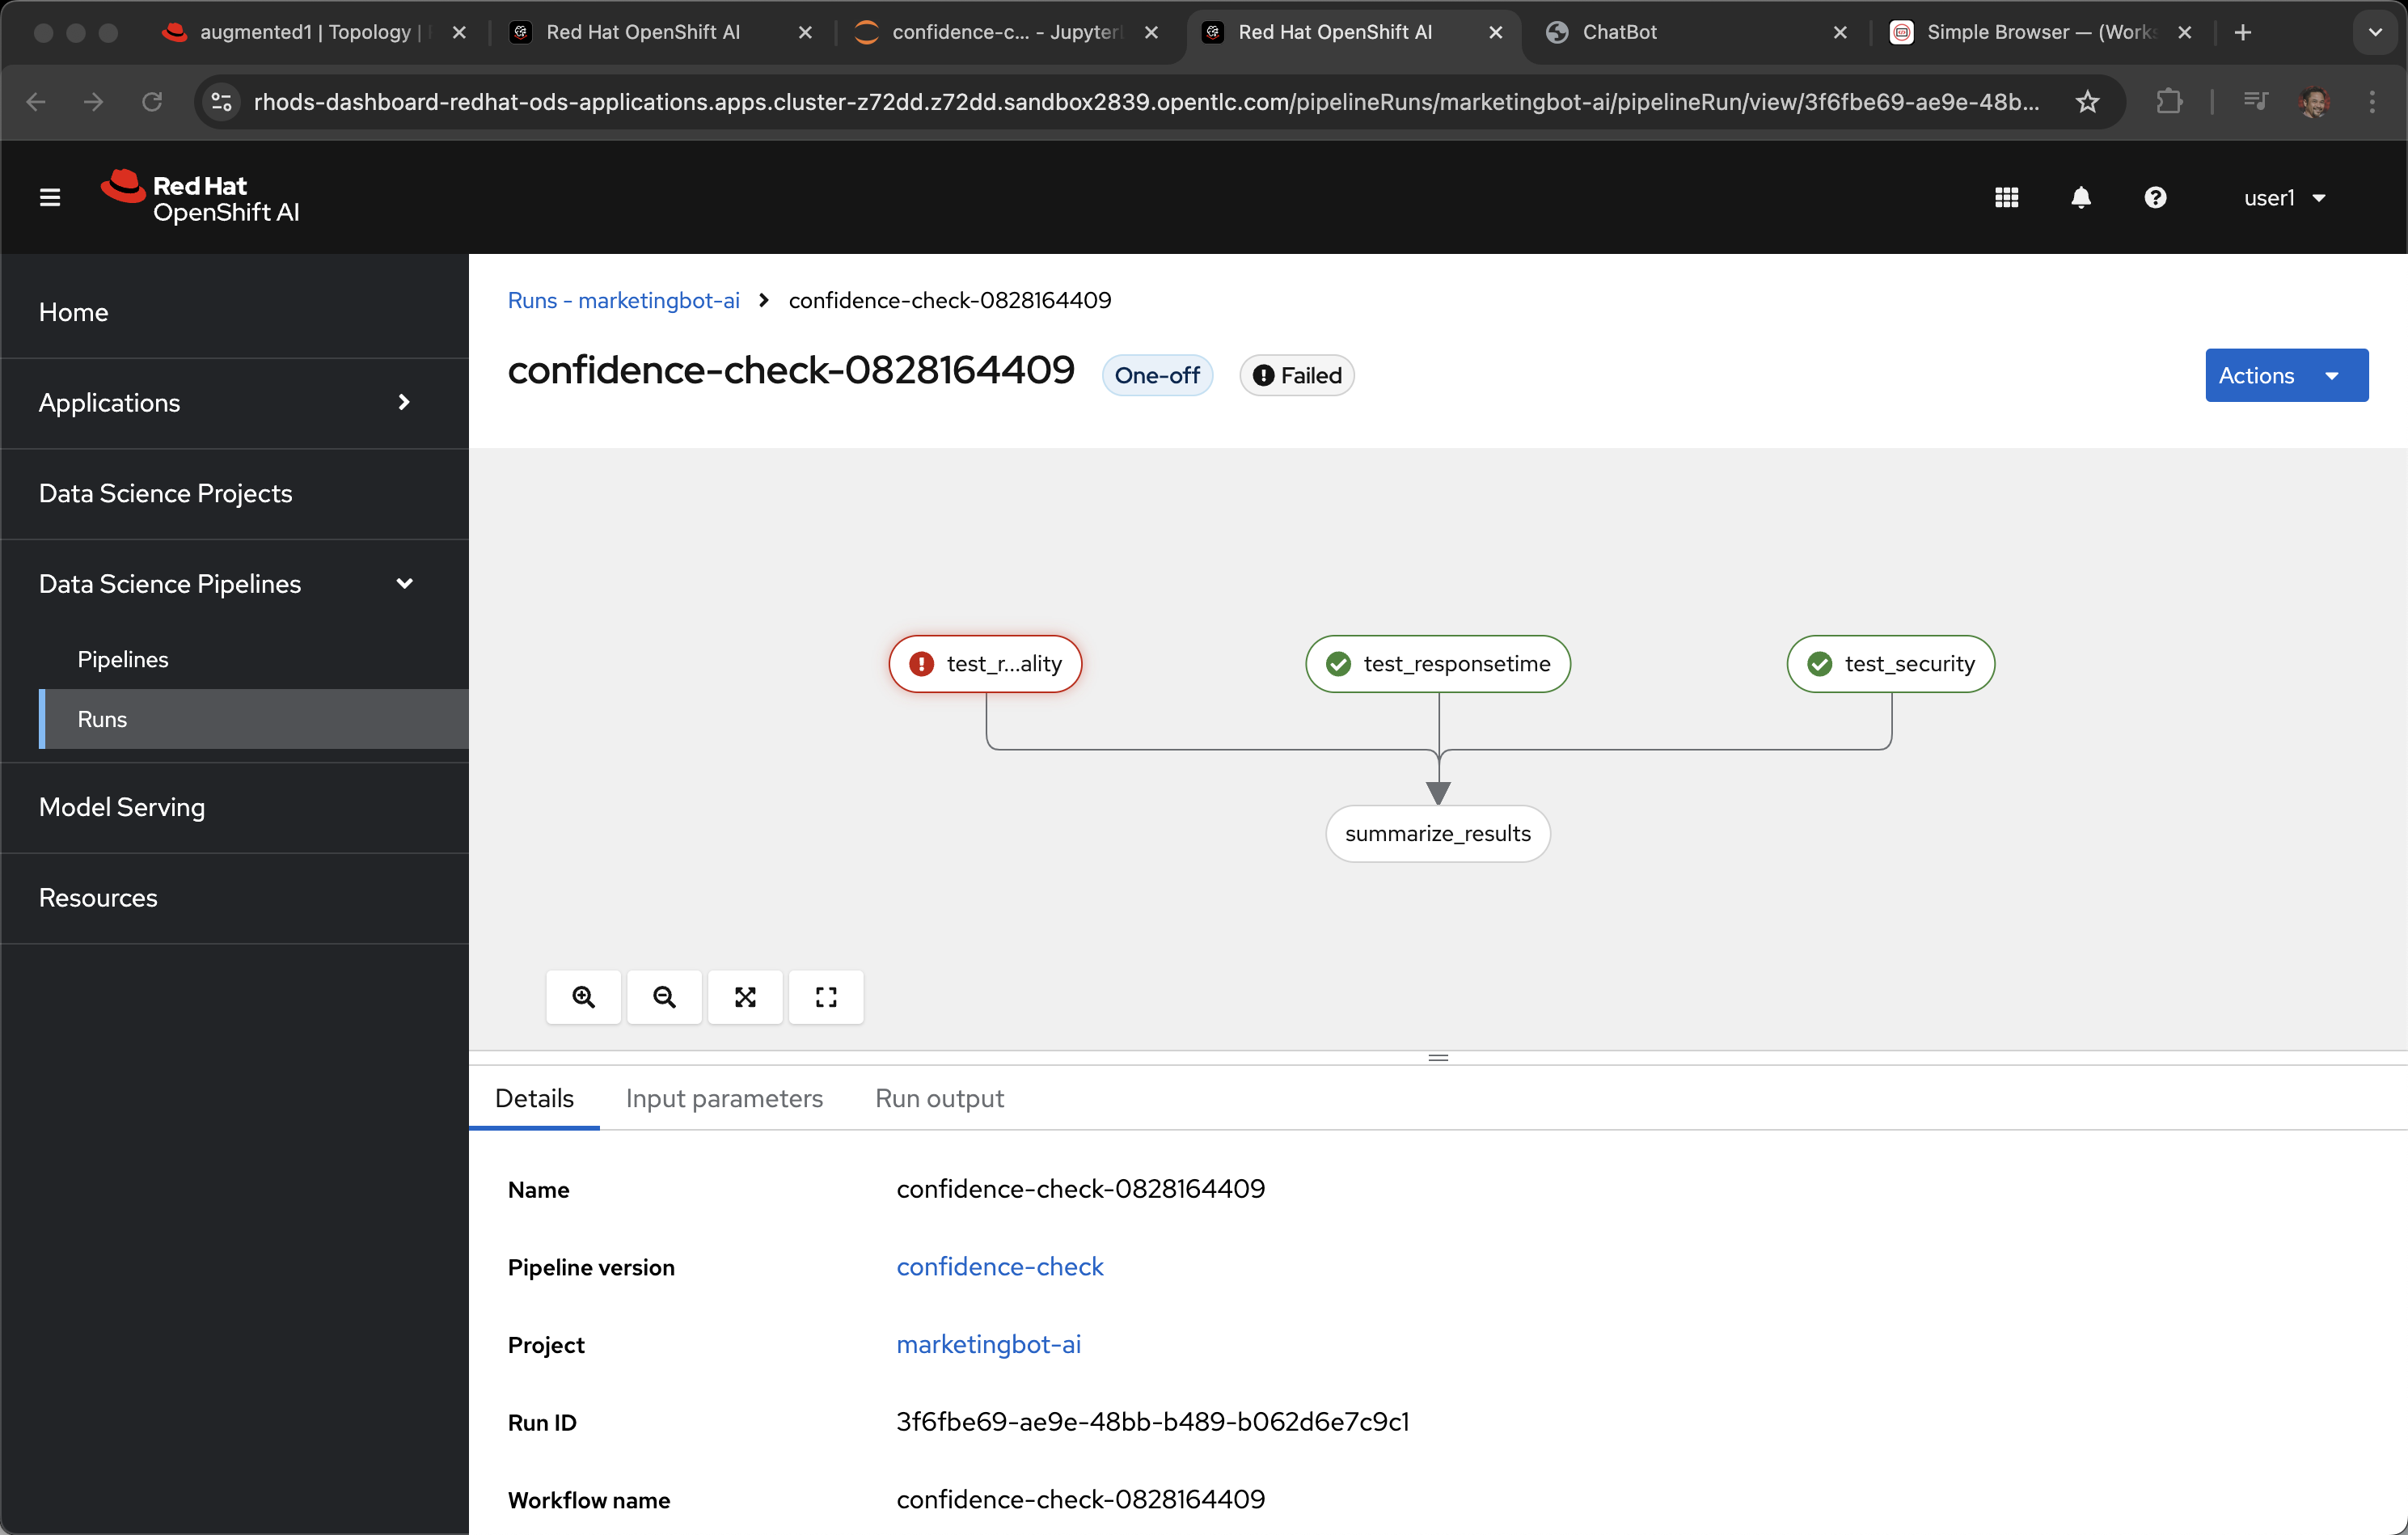 augmented1 | Topology |
Red Hat OpenShift AI
confidence-c... - Jupyter
Red Hat OpenShift AI
ChatBot
Simple Browser — (Works
rhods-dashboard-redhat-ods-applications.apps.cluster-z72dd.z72dd.sandbox2839.opentlc.com/pipelineRuns/marketingbot-ai/pipelineRun/view/3f6fbe69-ae9e-48b...
Red Hat
OpenShift AI
user1
Home
Applications
Data Science Projects
Data Science Pipelines
Pipelines
Runs
Model Serving
Resources
Runs - marketingbot-ai
confidence-check-0828164409
confidence-check-0828164409
One-off
Failed
Actions
test_r...ality
test_responsetime
test_security
summarize_results
Details
Input parameters
Run output
Name
confidence-check-0828164409
Pipeline version
confidence-check
Project
marketingbot-ai
Run ID
3f6fbe69-ae9e-48bb-b489-b062d6e7c9c1
Workflow name
confidence-check-0828164409